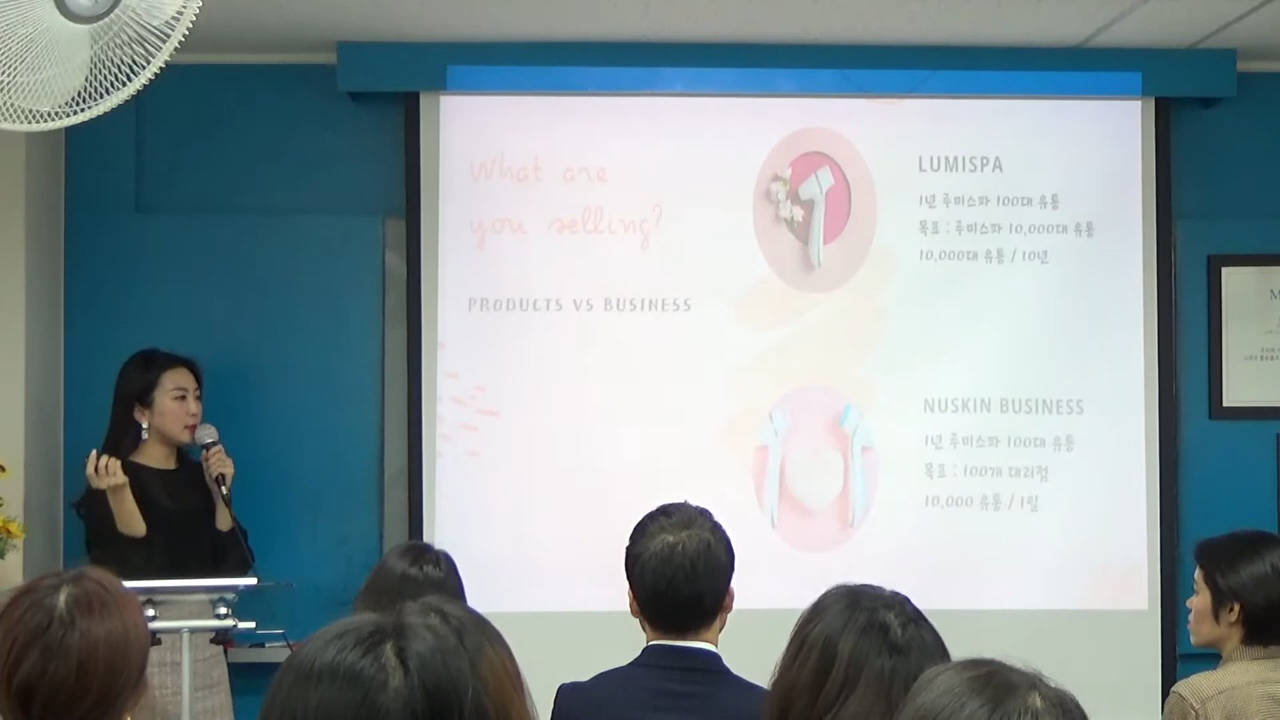 What are
you selling?
PRODUCTS VS BUSINESS
LUMISPA
1년 루미스파 100대 유통
목표 : 루미스파 10,000대 유통
10,000대 유통 / 10년
NUSKIN BUSINESS
1년 루미스파 100대 유통
목표 : 100개 대리점
10,000 유통 / 1일